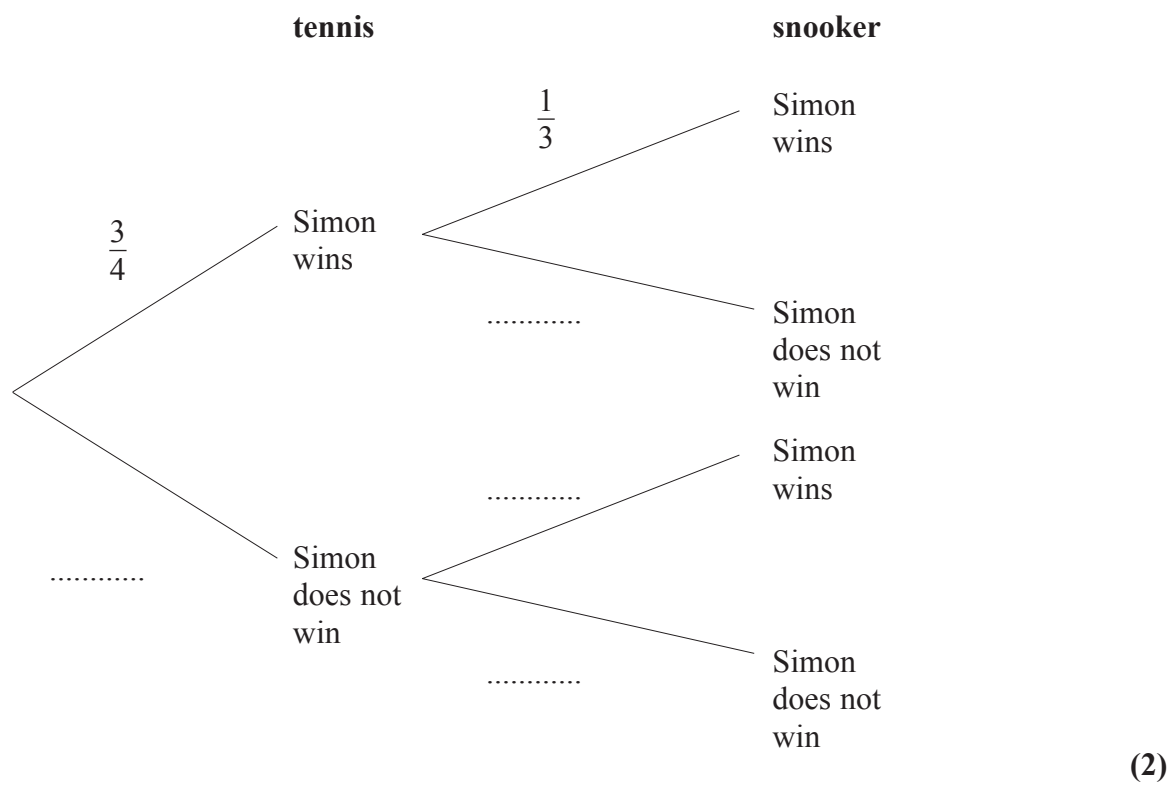 tennis
snooker
1/3
Simon
wins
3/4
Simon
wins
............
Simon
does not
win
............
Simon
wins
............
Simon
does not
win
............
Simon
does not
win
(2)